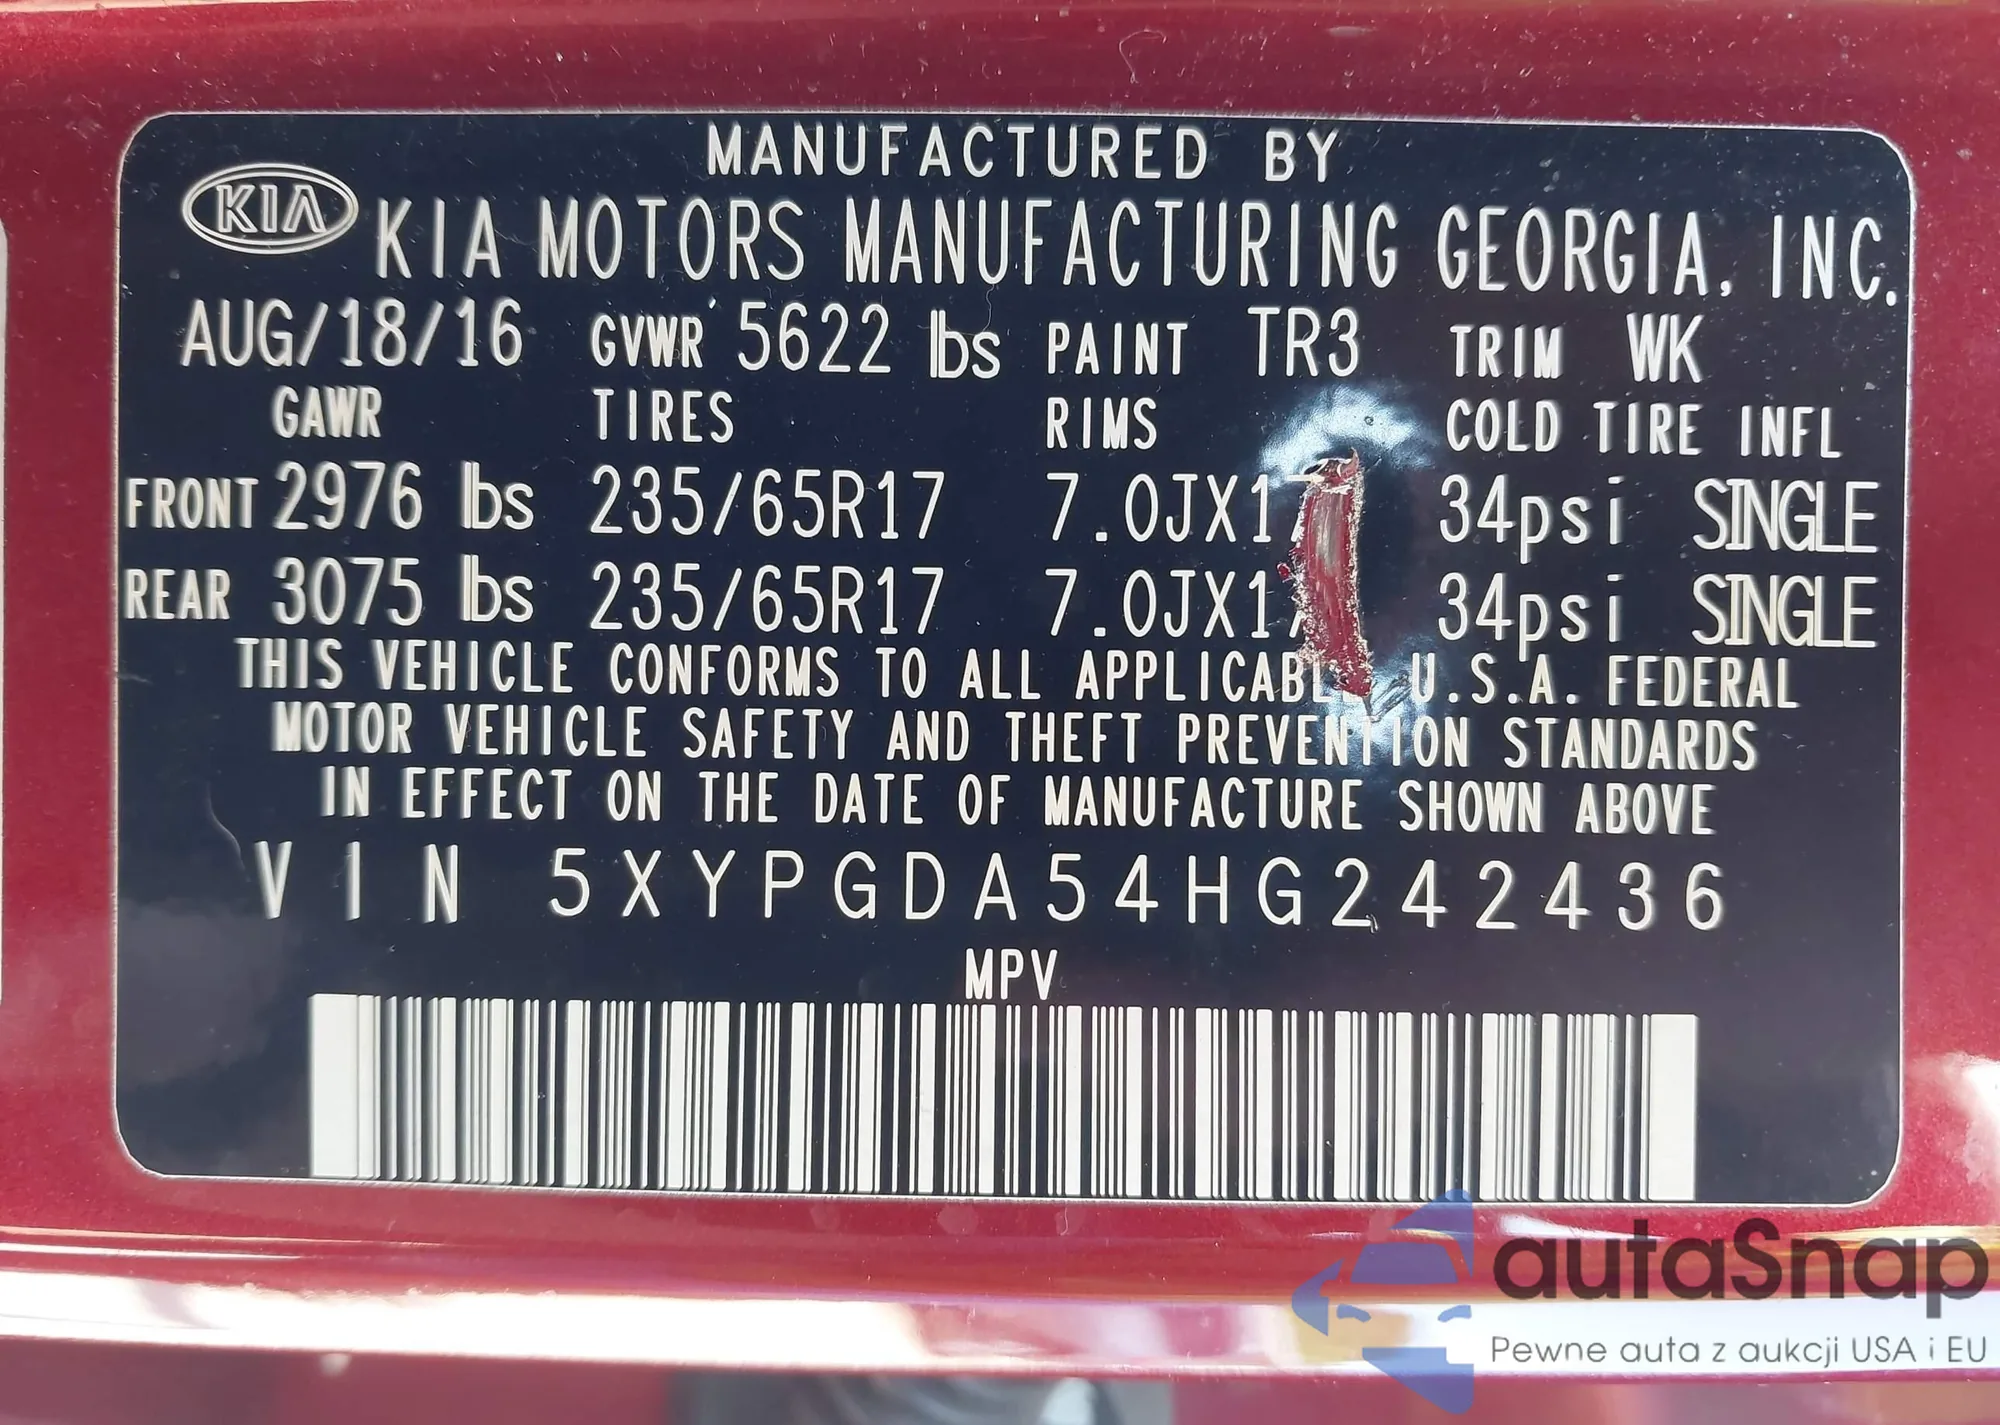 MANUFACTURED BY
KIA KIA MOTORS MANUFACTURING GEORGIA, INC.
AUG/18/16 GVWR 5622 lbs PAINT TR3 TRIM WK
GAWR TIRES RIMS COLD TIRE INFL
FRONT 2976 lbs 235/65R17 7.0JX17 34psi SINGLE
REAR 3075 lbs 235/65R17 7.0JX17 34psi SINGLE
THIS VEHICLE CONFORMS TO ALL U.S.A. FEDERAL
MOTOR VEHICLE SAFETY AND THEFT PREVENTION STANDARDS
IN EFFECT ON THE DATE OF MANUFACTURE SHOWN ABOVE
VIN 5XYPGDA54HG242436
MPV
autaSnap
Pewne auta z aukcji USA i EU